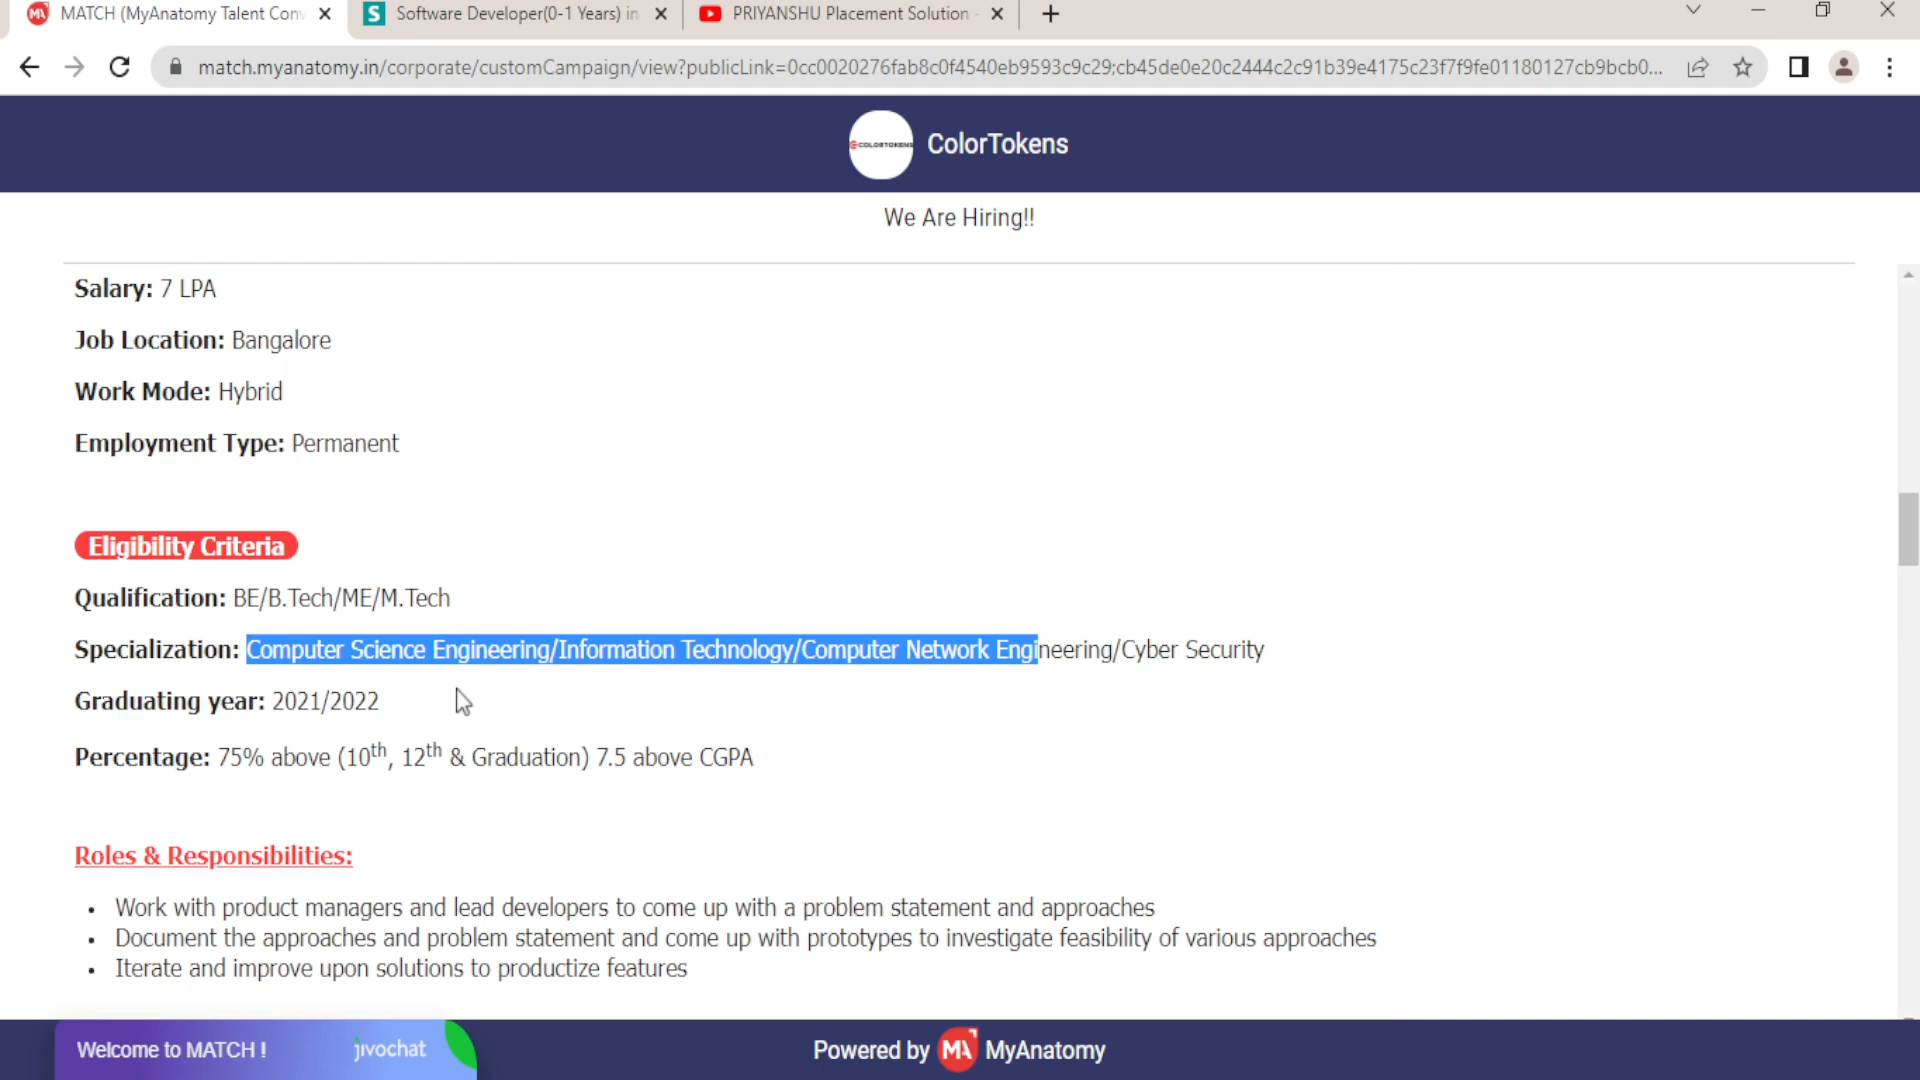 MATCH (MyAnatomy Talent Conv
Software Developer(0-1 Years) in
PRIYANSHU Placement Solution -
match.myanatomy.in/corporate/customCampaign/view?publicLink=0cc0020276fab8c0f4540eb9593c9c29;cb45de0e20c2444c2c91b39e4175c23f7f9fe01180127cb9bcb0...
COLORTOKENS
ColorTokens
We Are Hiring!!
Salary: 7 LPA
Job Location: Bangalore
Work Mode: Hybrid
Employment Type: Permanent
Eligibility Criteria
Qualification: BE/B.Tech/ME/M.Tech
Specialization: Computer Science Engineering/Information Technology/Computer Network Engineering/Cyber Security
Graduating year: 2021/2022
Percentage: 75% above (10th, 12th & Graduation) 7.5 above CGPA
Roles & Responsibilities:
• Work with product managers and lead developers to come up with a problem statement and approaches
• Document the approaches and problem statement and come up with prototypes to investigate feasibility of various approaches
• Iterate and improve upon solutions to productize features
Welcome to MATCH !
jivochat
Powered by MA MyAnatomy